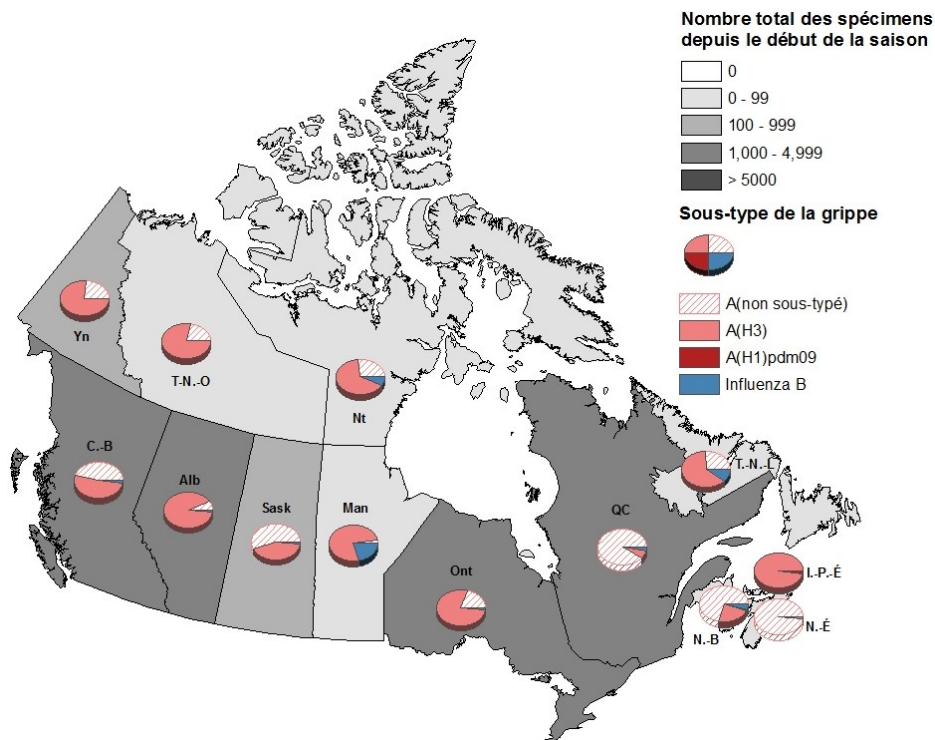 Nombre total des spécimens
depuis le début de la saison
0
0 - 99
100 - 999
1,000 - 4,999
> 5000
Sous-type de la grippe
A(non sous-typé)
A(H3)
A(H1)pdm09
Influenza B
Yn
T-N.-O
Nt
C.-B
Alb
Sask
Man
Ont
QC
T.-N.-L
I.-P.-É
N.-B
N.-É